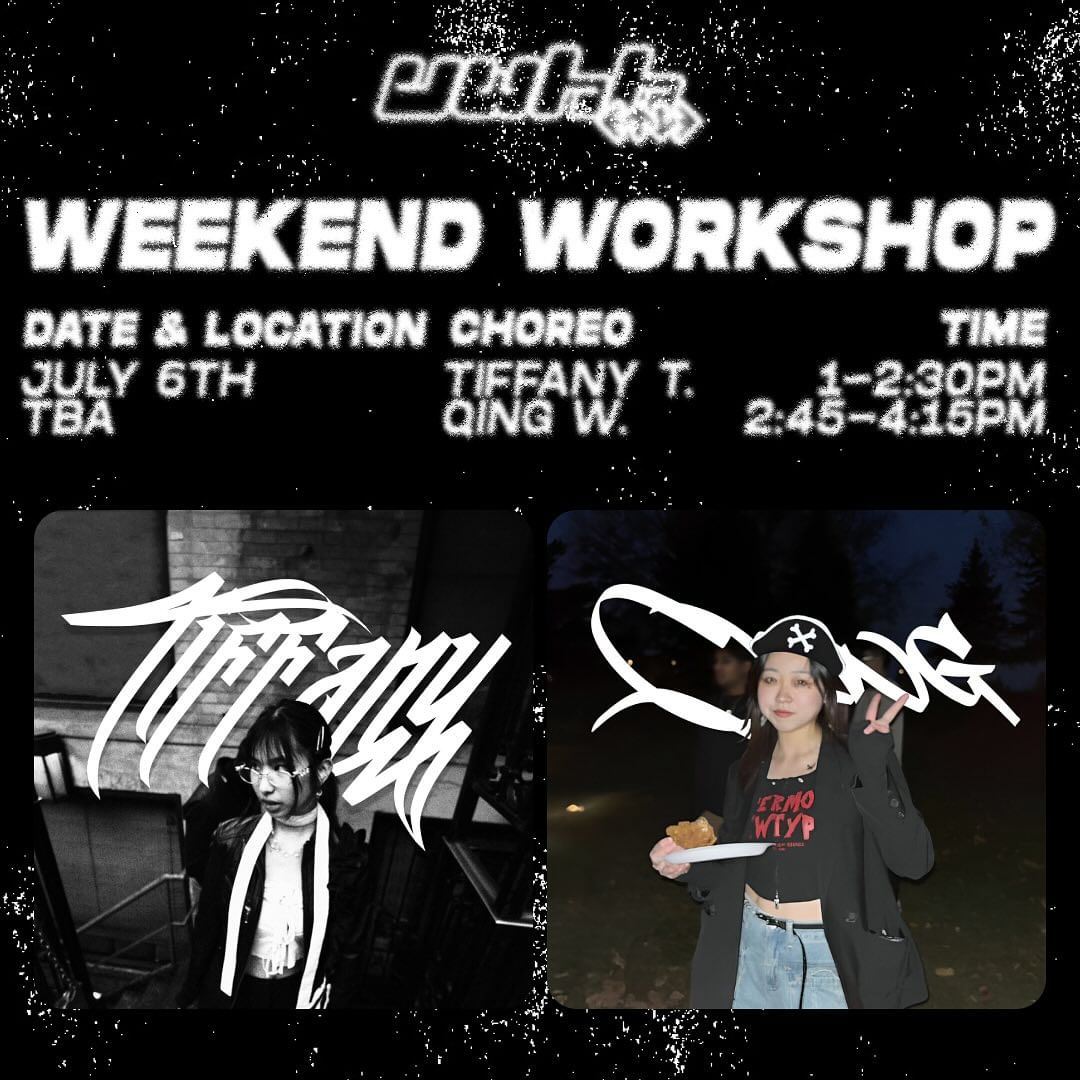 WEEKEND WORKSHOP
DATE & LOCATION CHOREO TIME
JULY 6TH TIFFANY T. 1-2:30PM
TBA QING W. 2:45-4:15PM
Tiffany